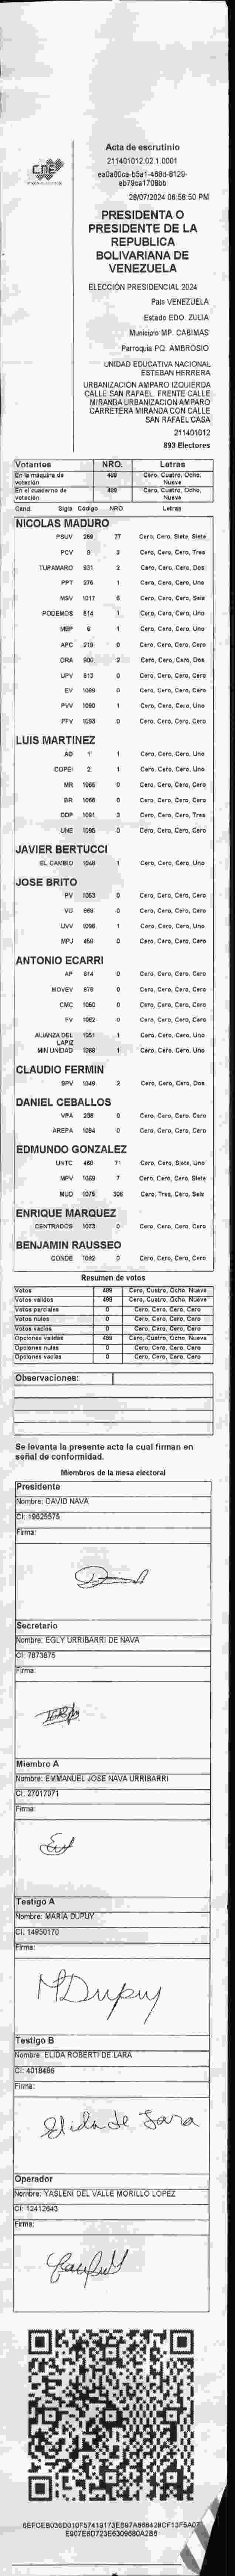 CNE
Acta de escrutinio
211401012.02.1.0001
28/07/2024 06:58:50 PM
PRESIDENTA O
PRESIDENTE DE LA
REPUBLICA
BOLIVARIANA DE
VENEZUELA
ELECCIÓN PRESIDENCIAL 2024
Pais VENEZUELA
Estado EDO. ZULIA
Municipio MP. CABIMAS
Parroquia PQ. AMBROSIO
UNIDAD EDUCATIVA NACIONAL
ESTEBAN HERRERA
URBANIZACION AMPARO IZQUIERDA
CALLE SAN RAFAEL. FRENTE CALLE
MIRANDA URBANIZACION AMPARO
CARRETERA MIRANDA CON CALLE
SAN RAFAEL CASA
211401012
893 Electores
Votantes NRO. Letras
En la máquina de votación 489 Cero, Cuatro, Ocho, Nueve
En el cuaderno de votación 489 Cero, Cuatro, Ocho, Nueve
Cand. Sigla Código NRO. Letras
NICOLAS MADURO
PSUV 269 77 Cero, Cero, Siete, Siete
PCV 9 3 Cero, Cero, Cero, Tres
TUPAMARO 931 2 Cero, Cero, Cero, Dos
PPT 276 1 Cero, Cero, Cero, Uno
MSV 1017 6 Cero, Cero, Cero, Seis
PODEMOS 514 1 Cero, Cero, Cero, Uno
MEP 6 1 Cero, Cero, Cero, Uno
APC 219 0 Cero, Cero, Cero, Cero
ORA 906 2 Cero, Cero, Cero, Dos
UPV 613 0 Cero, Cero, Cero, Cero
EV 1089 0 Cero, Cero, Cero, Cero
PVV 1090 1 Cero, Cero, Cero, Uno
PFV 1093 0 Cero, Cero, Cero, Cero
LUIS MARTINEZ
AD 1 1 Cero, Cero, Cero, Uno
COPEI 2 1 Cero, Cero, Cero, Uno
MR 1065 0 Cero, Cero, Cero, Cero
BR 1066 0 Cero, Cero, Cero, Cero
DDP 1091 3 Cero, Cero, Cero, Tres
UNE 1095 0 Cero, Cero, Cero, Cero
JAVIER BERTUCCI
EL CAMBIO 1048 1 Cero, Cero, Cero, Uno
JOSE BRITO
PV 1053 0 Cero, Cero, Cero, Cero
VU 968 0 Cero, Cero, Cero, Cero
UVV 1096 1 Cero, Cero, Cero, Uno
MPJ 459 0 Cero, Cero, Cero, Cero
ANTONIO ECARRI
AP 614 0 Cero, Cero, Cero, Cero
MOVEV 976 0 Cero, Cero, Cero, Cero
CMC 1060 0 Cero, Cero, Cero, Cero
FV 1062 0 Cero, Cero, Cero, Cero
ALIANZA DEL LAPIZ 1051 1 Cero, Cero, Cero, Uno
MIN UNIDAD 1068 1 Cero, Cero, Cero, Uno
CLAUDIO FERMIN
SPV 1049 2 Cero, Cero, Cero, Dos
DANIEL CEBALLOS
VPA 236 0 Cero, Cero, Cero, Cero
AREPA 1094 0 Cero, Cero, Cero, Cero
EDMUNDO GONZALEZ
UNTC 460 71 Cero, Cero, Siete, Uno
MPV 1069 7 Cero, Cero, Cero, Siete
MUD 1075 306 Cero, Tres, Cero, Seis
ENRIQUE MARQUEZ
CENTRADOS 1073 0 Cero, Cero, Cero, Cero
BENJAMIN RAUSSEO
CONDE 1092 0 Cero, Cero, Cero, Cero
Resumen de votos
Votos 489 Cero, Cuatro, Ocho, Nueve
Votos validos 489 Cero, Cuatro, Ocho, Nueve
Votos parciales 0 Cero, Cero, Cero, Cero
Votos nulos 0 Cero, Cero, Cero, Cero
Votos vacios 0 Cero, Cero, Cero, Cero
Opciones validas 489 Cero, Cuatro, Ocho, Nueve
Opciones nulas 0 Cero, Cero, Cero, Cero
Opciones vacias 0 Cero, Cero, Cero, Cero
Observaciones:
Se levanta la presente acta la cual firman en
señal de conformidad.
Miembros de la mesa electoral
Presidente
Nombre: DAVID NAVA
CI: 18625575
Firma:
Secretario
Nombre: EGLY URRIBARRI DE NAVA
CI: 7873875
Firma:
Miembro A
Nombre: EMMANUEL JOSE NAVA URRIBARRI
CI: 27017071
Firma:
Testigo A
Nombre: MARIA DUPUY
CI: 14950170
Firma:
MDupuy
Testigo B
Nombre: ELIDA ROBERTI DE LARA
CI: 4018486
Firma:
Elida de Lara
Operador
Nombre: YASLENI DEL VALLE MORILLO LOPEZ
CI: 12412643
Firma: